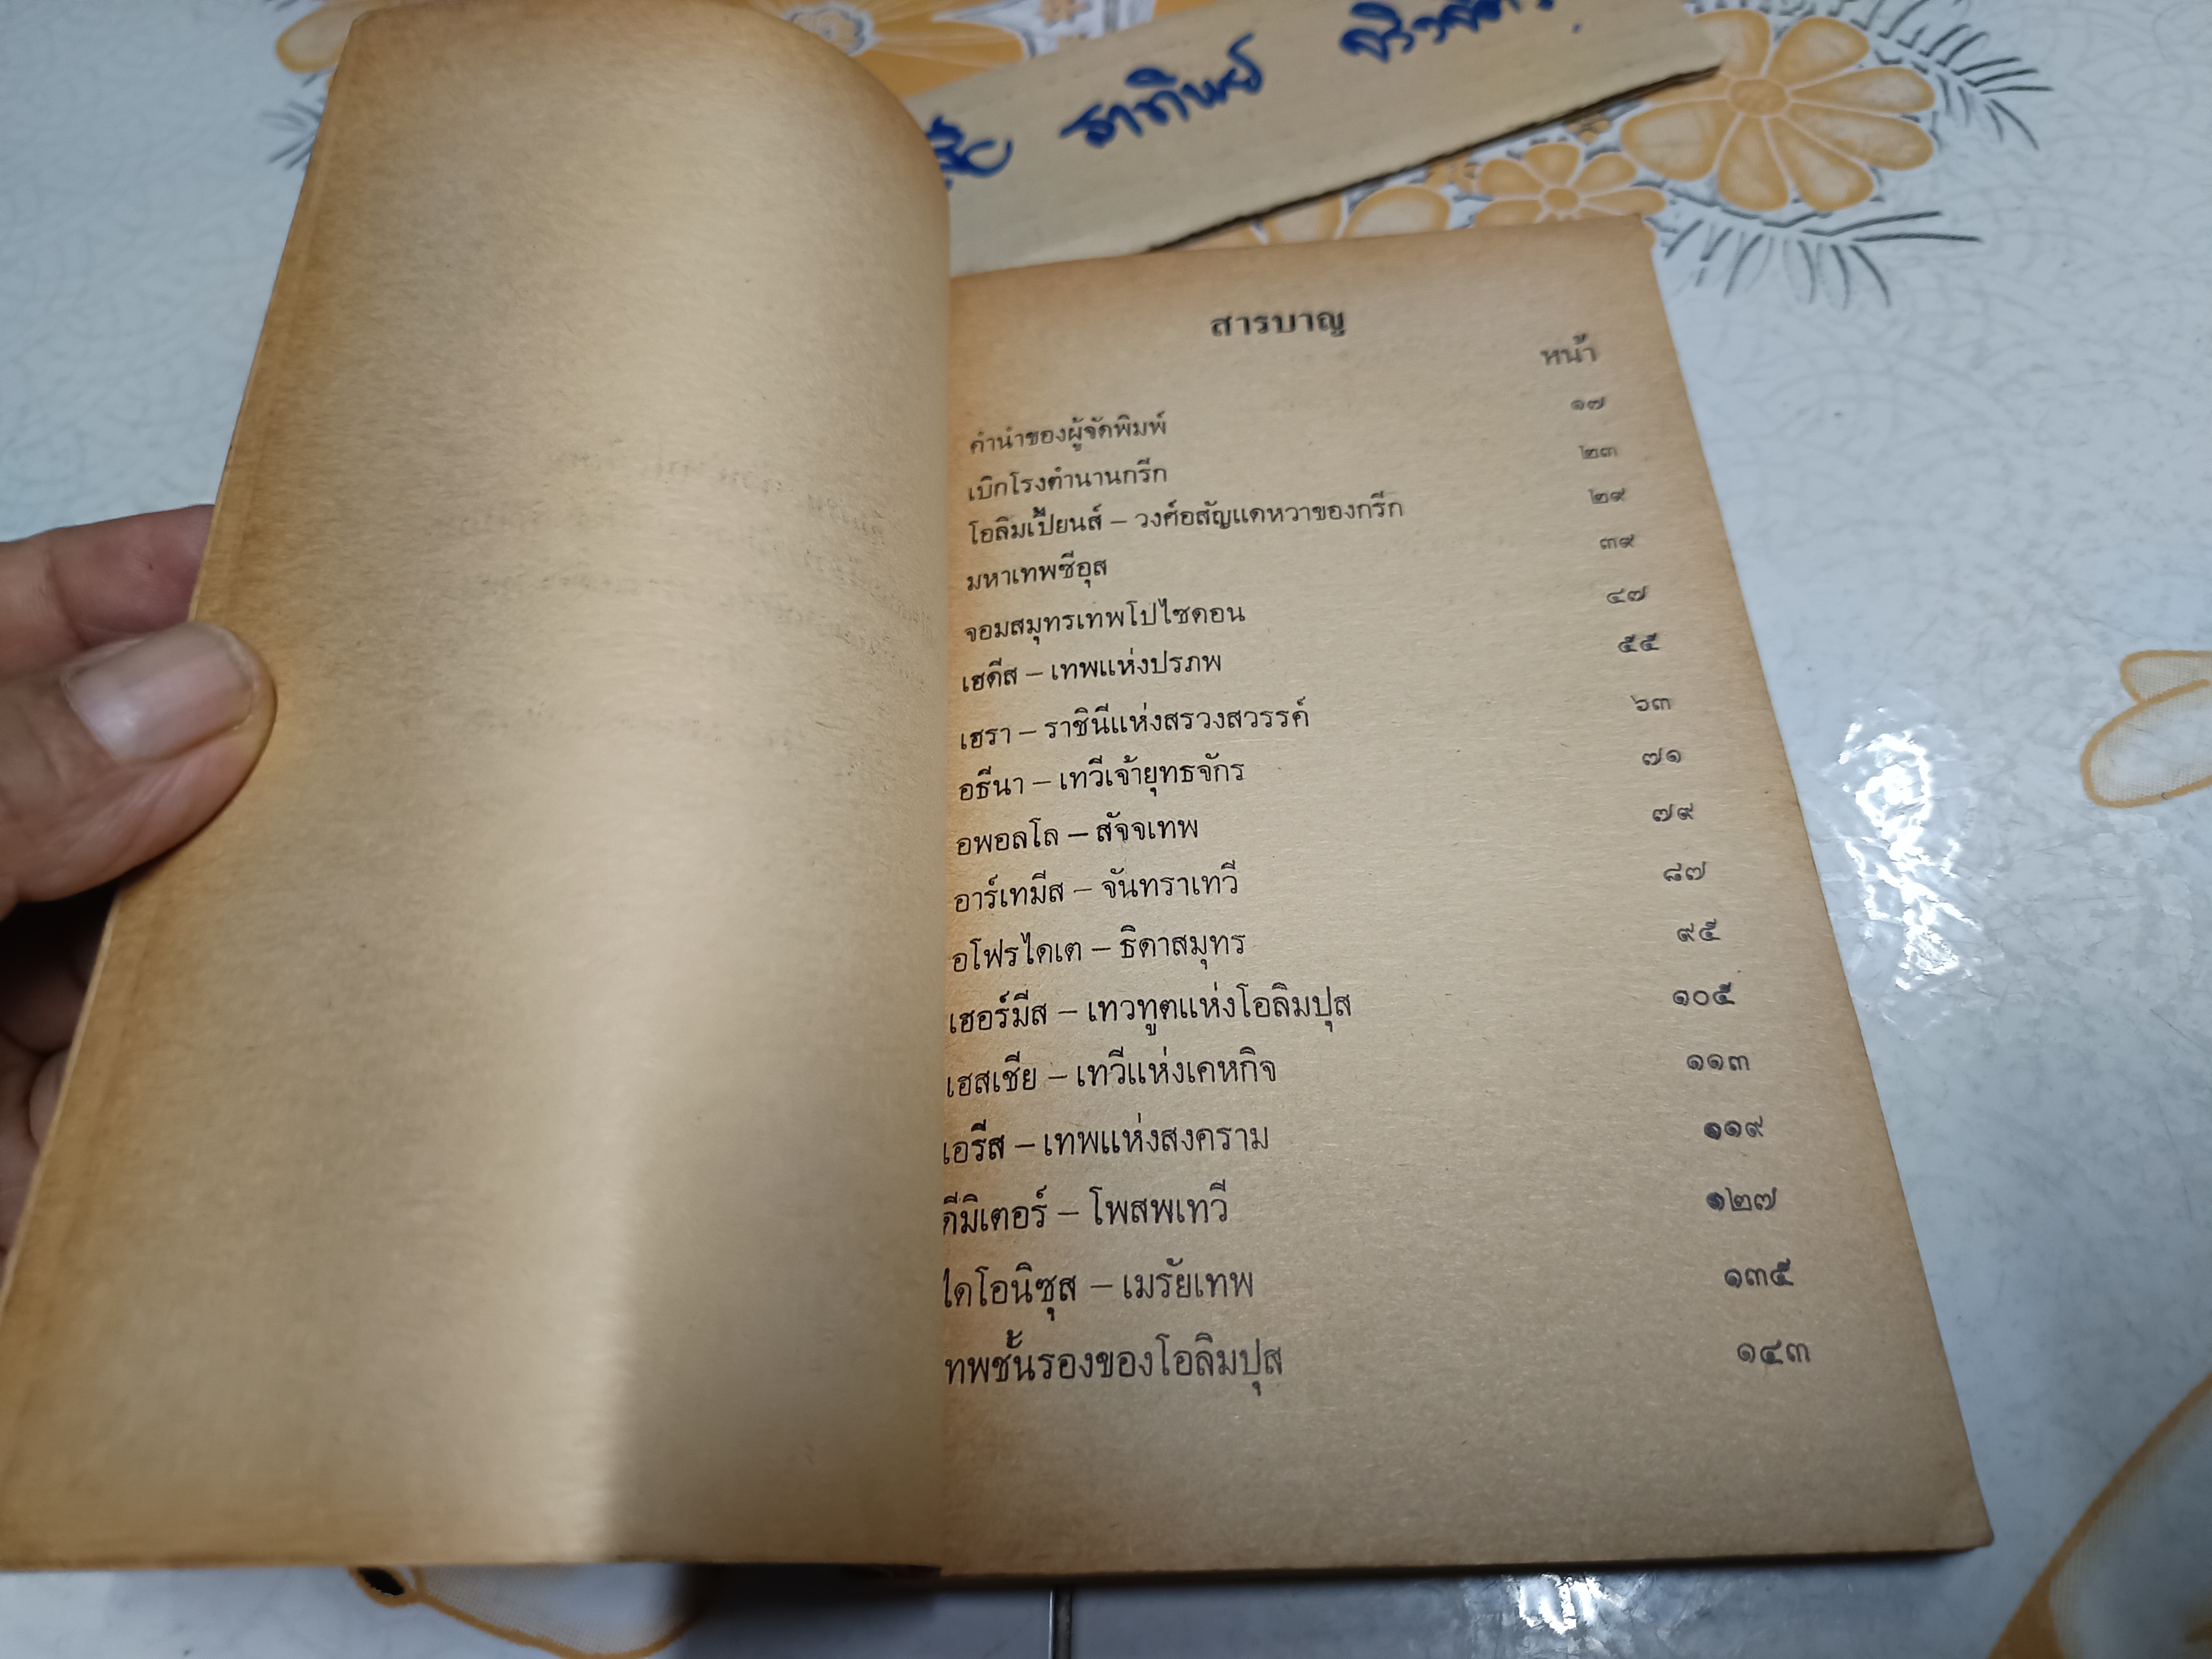 ธาทิพย์
สารบาญ
หน้า
คำนำของผู้จัดพิมพ์ ๑๗
เบิกโรงตำนานกรีก ๒๓
โอลิมเปียนส์ – วงศ์อสัญแดหวาของกรีก ๒๙
มหาเทพซีอุส ๓๙
จอมสมุทรเทพโปไซดอน ๔๗
เฮดีส – เทพแห่งปรภพ ๕๕
เฮรา – ราชินีแห่งสรวงสวรรค์ ๖๓
อธีนา – เทวีเจ้ายุทธจักร ๗๑
อพอลโล – สัจจเทพ ๗๙
อาร์เทมีส – จันทราเทวี ๘๗
อโฟรไดเต – ธิดาสมุทร ๙๕
เฮอร์มีส – เทวทูตแห่งโอลิมปุส ๑๐๕
เฮสเชีย – เทวีแห่งเคหกิจ ๑๑๓
เอรีส – เทพแห่งสงคราม ๑๑๙
ดีมิเตอร์ – โพสพเทวี ๑๒๗
ไดโอนิซุส – เมรัยเทพ ๑๓๕
ทพชั้นรองของโอลิมปุส ๑๔๓